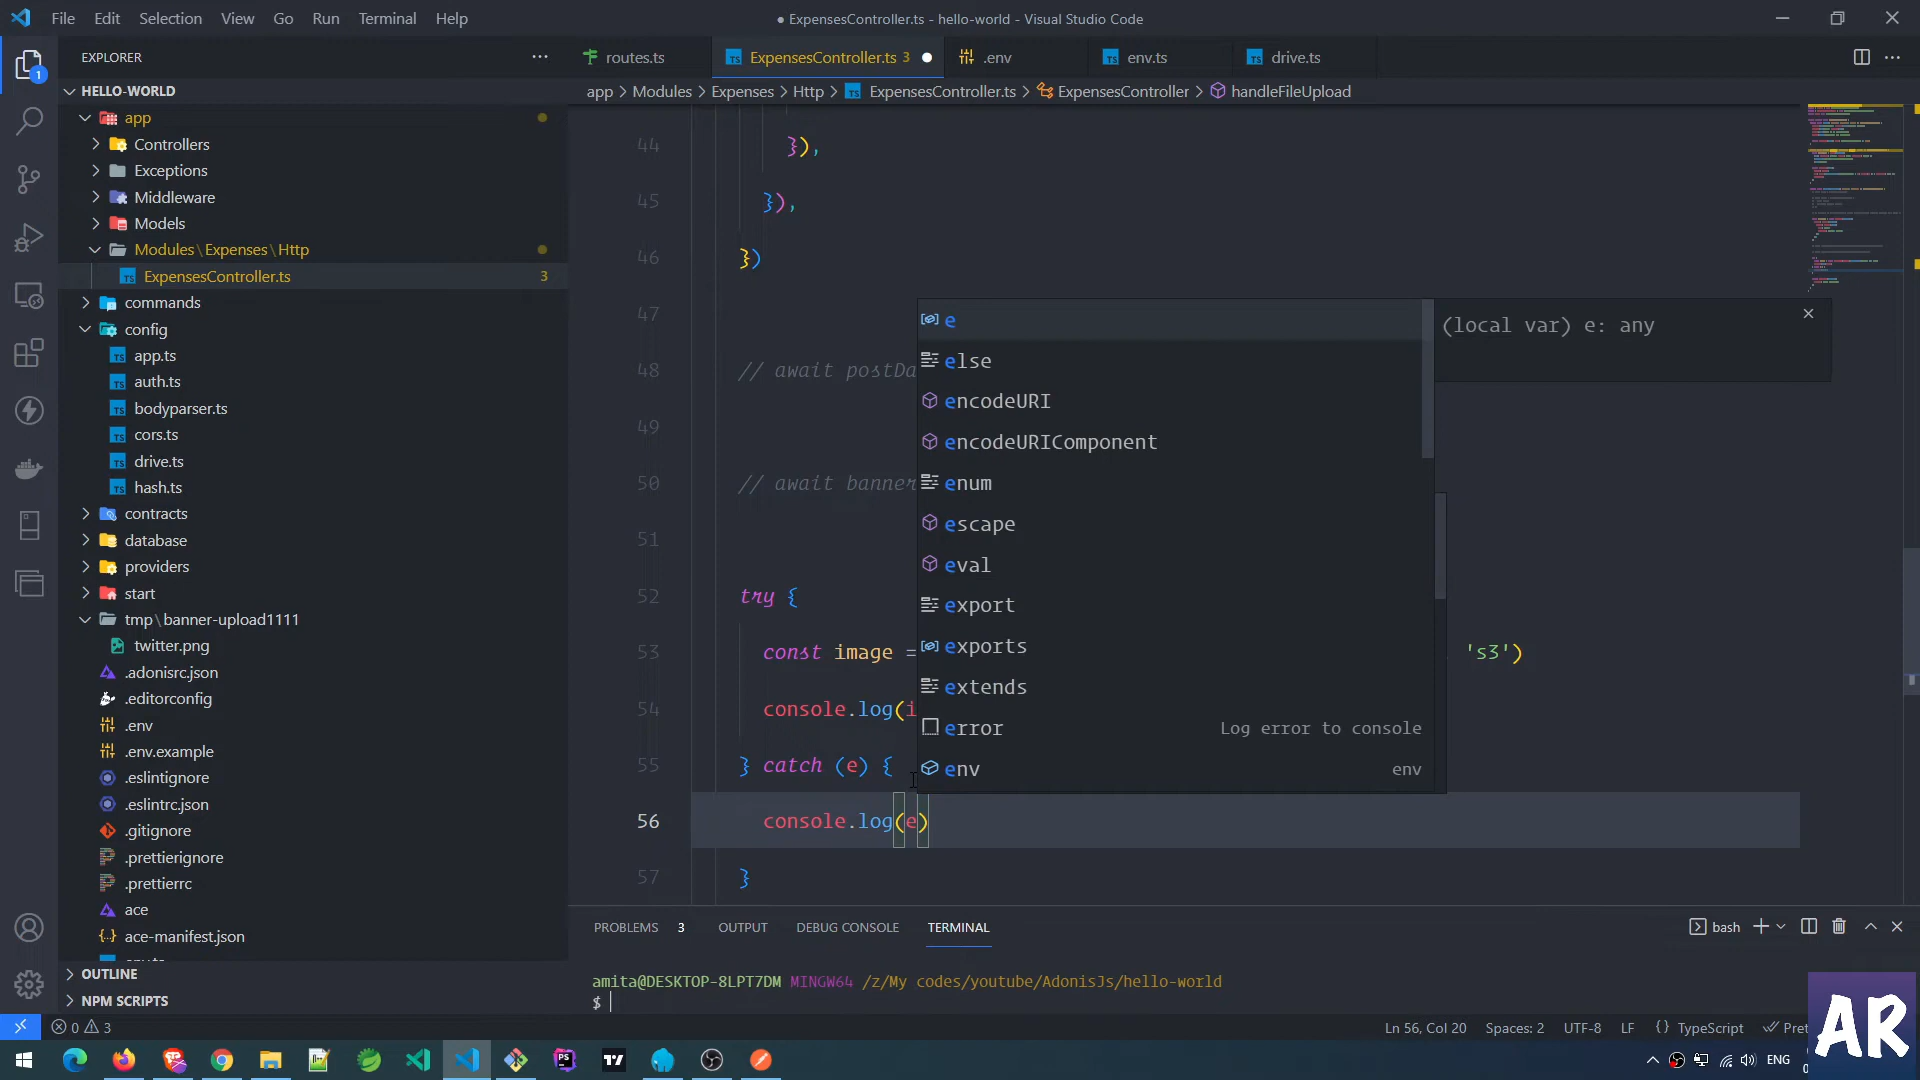 File Edit Selection View Go Run Terminal Help
● ExpensesController.ts - hello-world - Visual Studio Code
EXPLORER
routes.ts
ExpensesController.ts 3
.env
env.ts
drive.ts
HELLO-WORLD
app > Modules > Expenses > Http > ExpensesController.ts > ExpensesController > handleFileUpload
1
app
Controllers
Exceptions
Middleware
Models
Modules\Expenses\Http
ExpensesController.ts 3
commands
config
app.ts
auth.ts
bodyparser.ts
cors.ts
drive.ts
hash.ts
contracts
database
providers
start
tmp\banner-upload1111
twitter.png
.adonisrc.json
.editorconfig
.env
.env.example
.eslintignore
.eslintrc.json
.gitignore
.prettierignore
.prettierrc
ace
ace-manifest.json
OUTLINE
NPM SCRIPTS
44 }),
45 }),
46 })
47
48 // await postDa
49
50 // await banner
51
52 try {
53 const image = 's3')
54 console.log(i
55 } catch (e) {
56 console.log(e)
57 }
e
else
encodeURI
encodeURIComponent
enum
escape
eval
export
exports
extends
error Log error to console
env env
(local var) e: any
PROBLEMS 3 OUTPUT DEBUG CONSOLE TERMINAL
bash
amita@DESKTOP-8LPT7DM MINGW64 /z/My codes/youtube/AdonisJs/hello-world
$
0 3
Ln 56, Col 20 Spaces: 2 UTF-8 LF {} TypeScript
AR
ENG